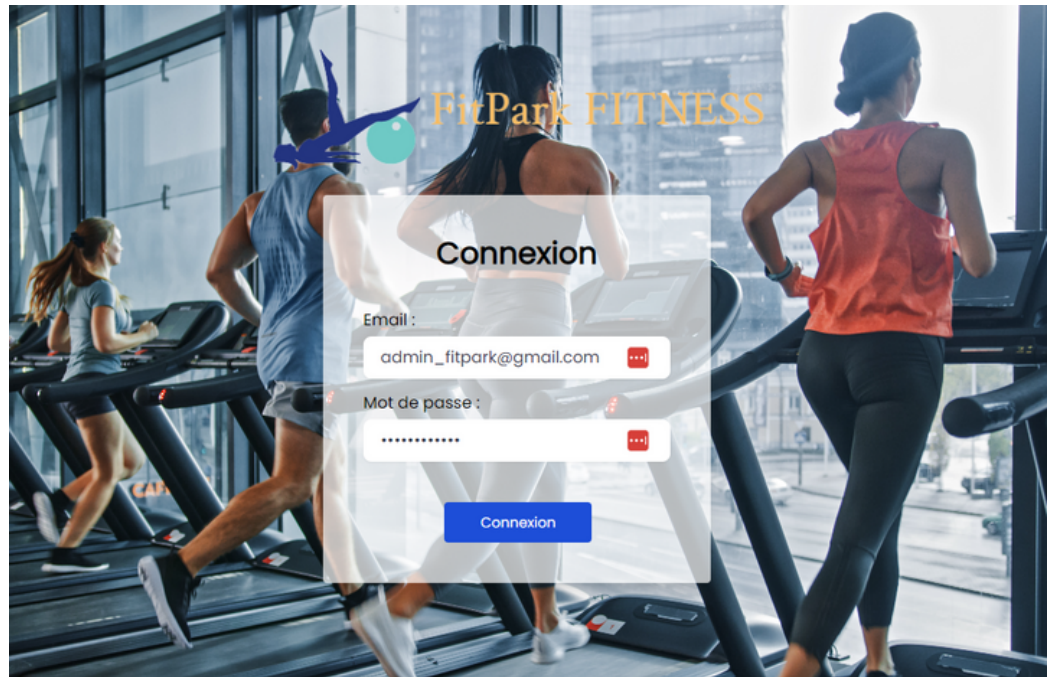 FitPark FITNESS
Connexion
Email :
admin_fitpark@gmail.com
Mot de passe :
••••••••••••
Connexion